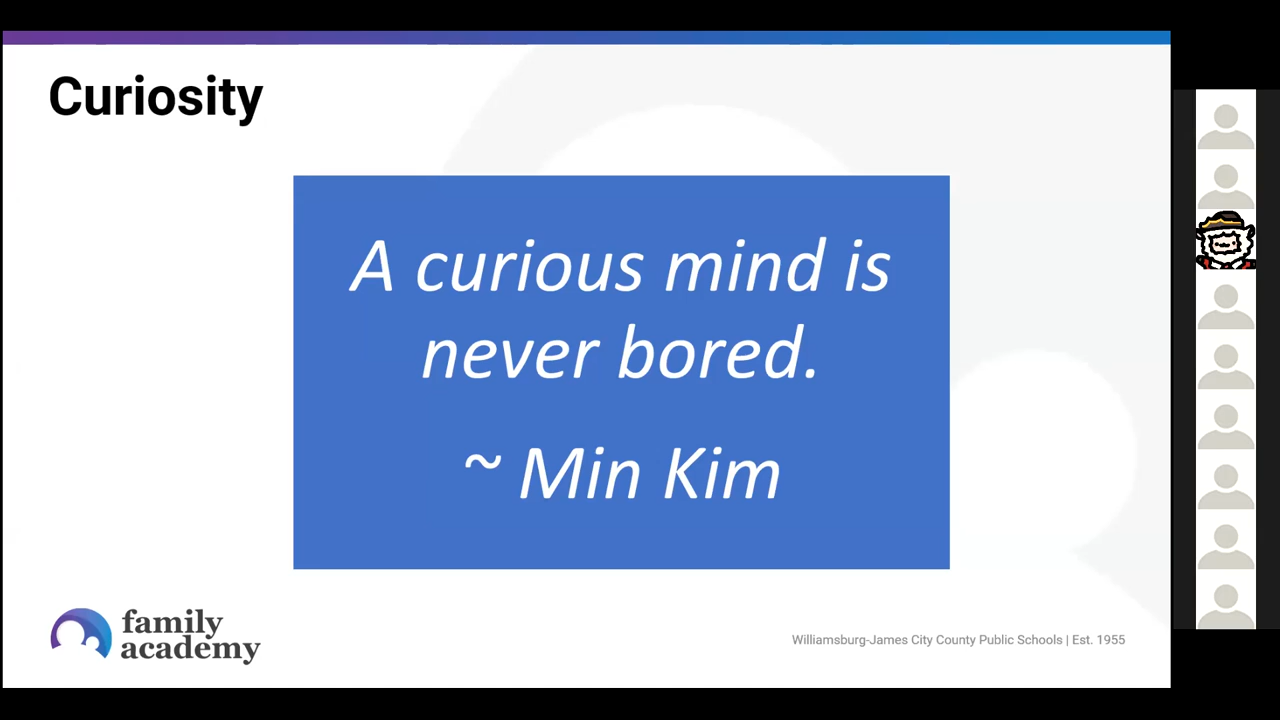 Curiosity
A curious mind is
never bored.
~ Min Kim
family
academy
Williamsburg-James City County Public Schools | Est. 1955